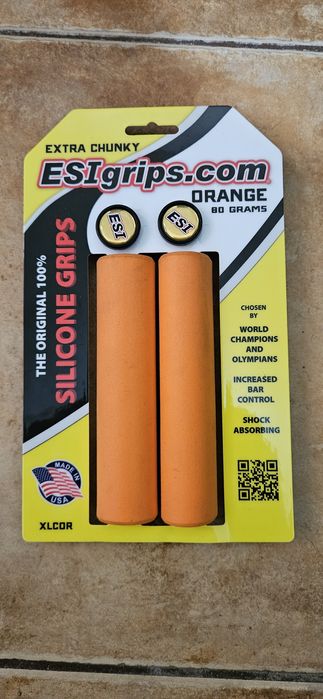 EXTRA CHUNKY
ESIgrips.com
ORANGE
80 GRAMS
ESI
ESI
THE ORIGINAL 100%
SILICONE GRIPS
CHOSEN
BY
WORLD
CHAMPIONS
AND
OLYMPIANS
INCREASED
BAR
CONTROL
SHOCK
ABSORBING
MADE IN
USA
XLCOR